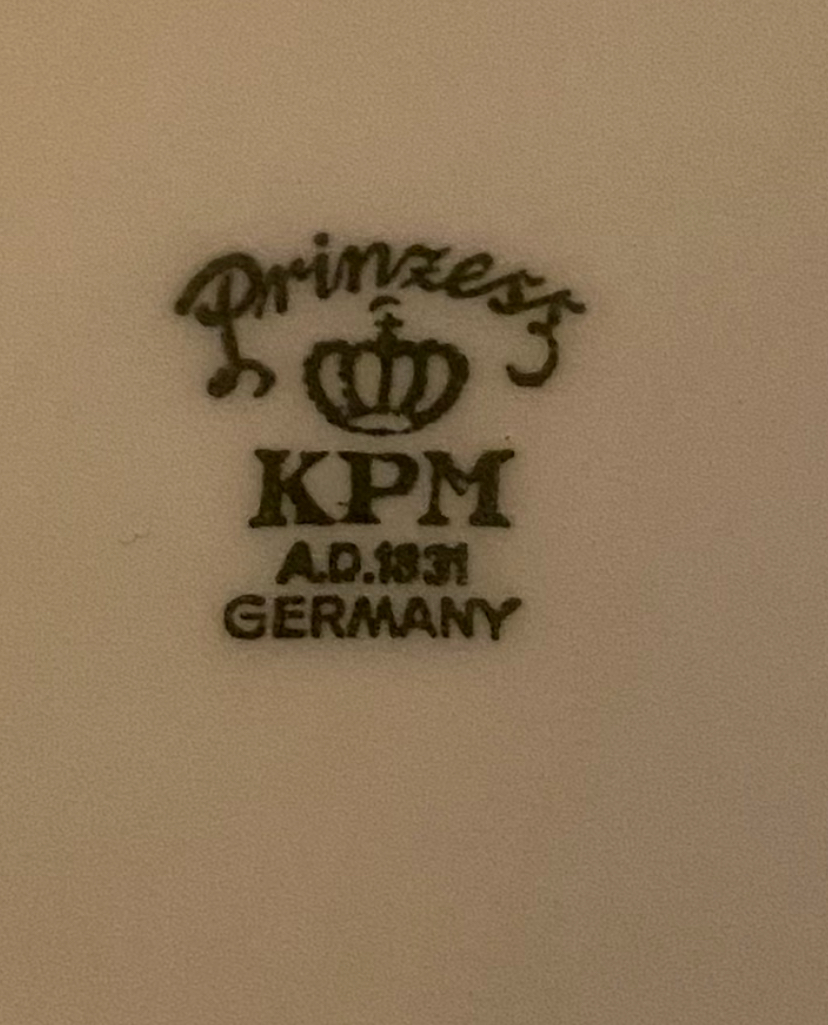 Prinzess
KPM
A.D.1831
GERMANY